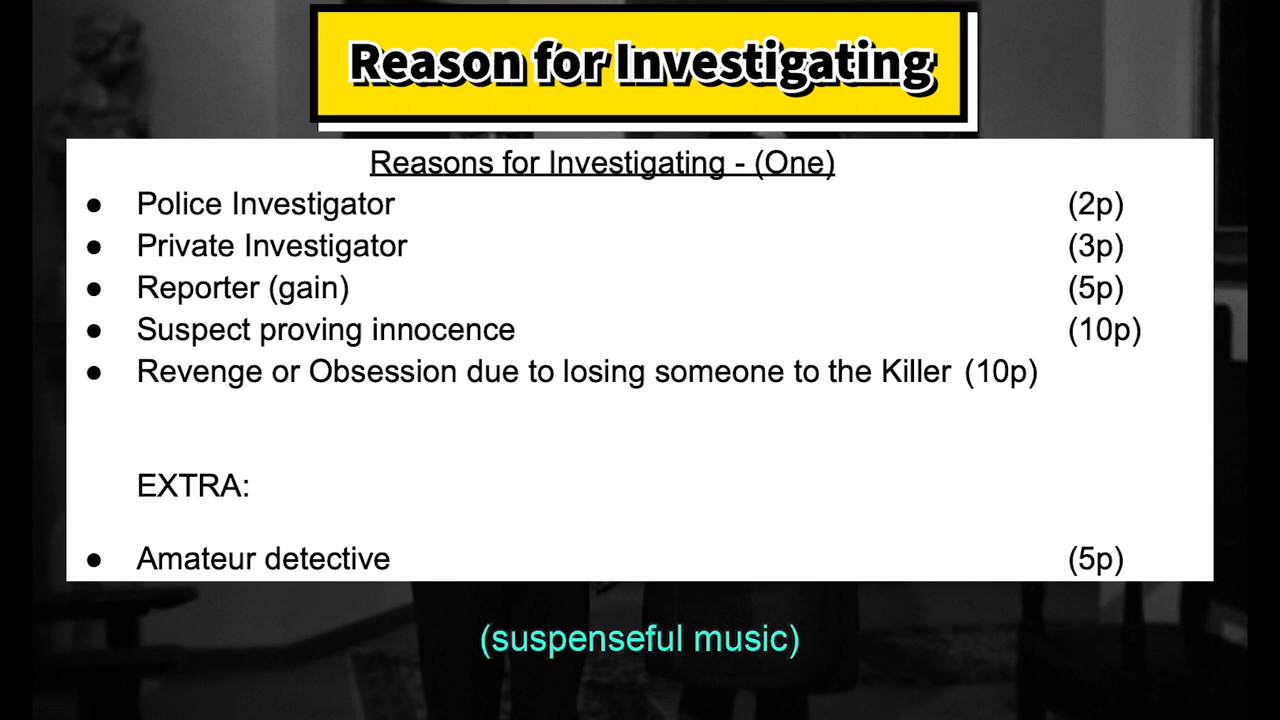 Reason for Investigating
Reasons for Investigating - (One)
● Police Investigator (2p)
● Private Investigator (3p)
● Reporter (gain) (5p)
● Suspect proving innocence (10p)
● Revenge or Obsession due to losing someone to the Killer (10p)
EXTRA:
● Amateur detective (5p)
(suspenseful music)